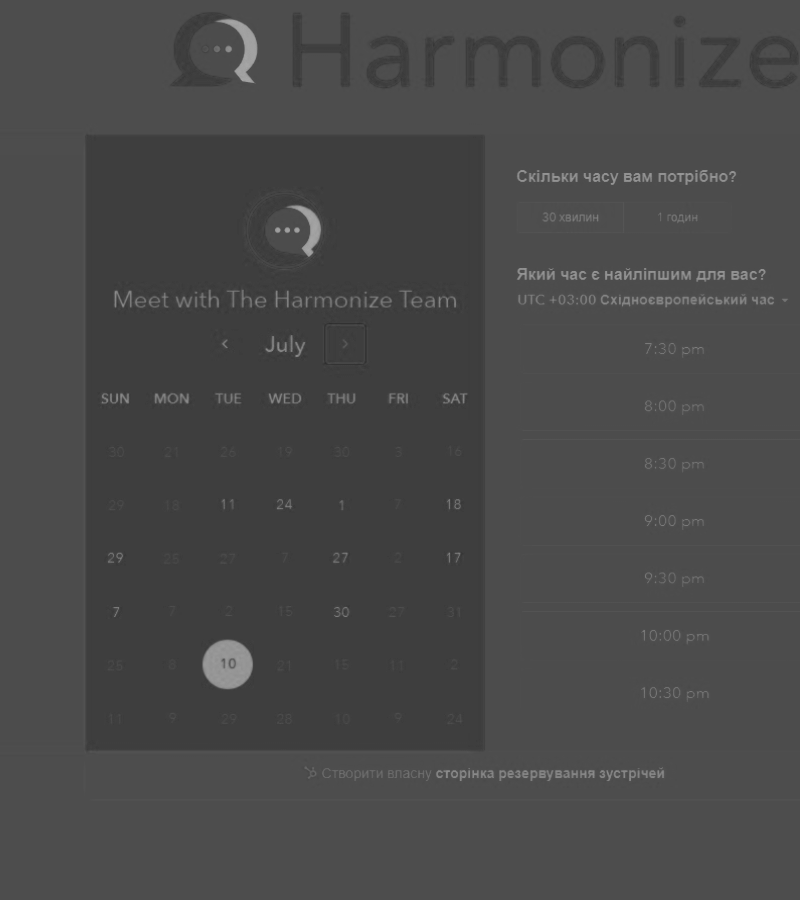 Harmonize
Meet with The Harmonize Team
July
SUN MON TUE WED THU FRI SAT
30 21 26 19 30 3 16
29 18 11 24 1 7 18
29 25 27 7 27 2 17
7 7 2 15 30 27 31
26 8 10 21 15 11 2
11 9 29 28 10 9 24
Скільки часу вам потрібно?
30 хвилин 1 годин
Який час є найліпшим для вас?
UTC +03:00 Східноєвропейський час
7:30 pm
8:00 pm
8:30 pm
9:00 pm
9:30 pm
10:00 pm
10:30 pm
Створити власну сторінка резервування зустрічей